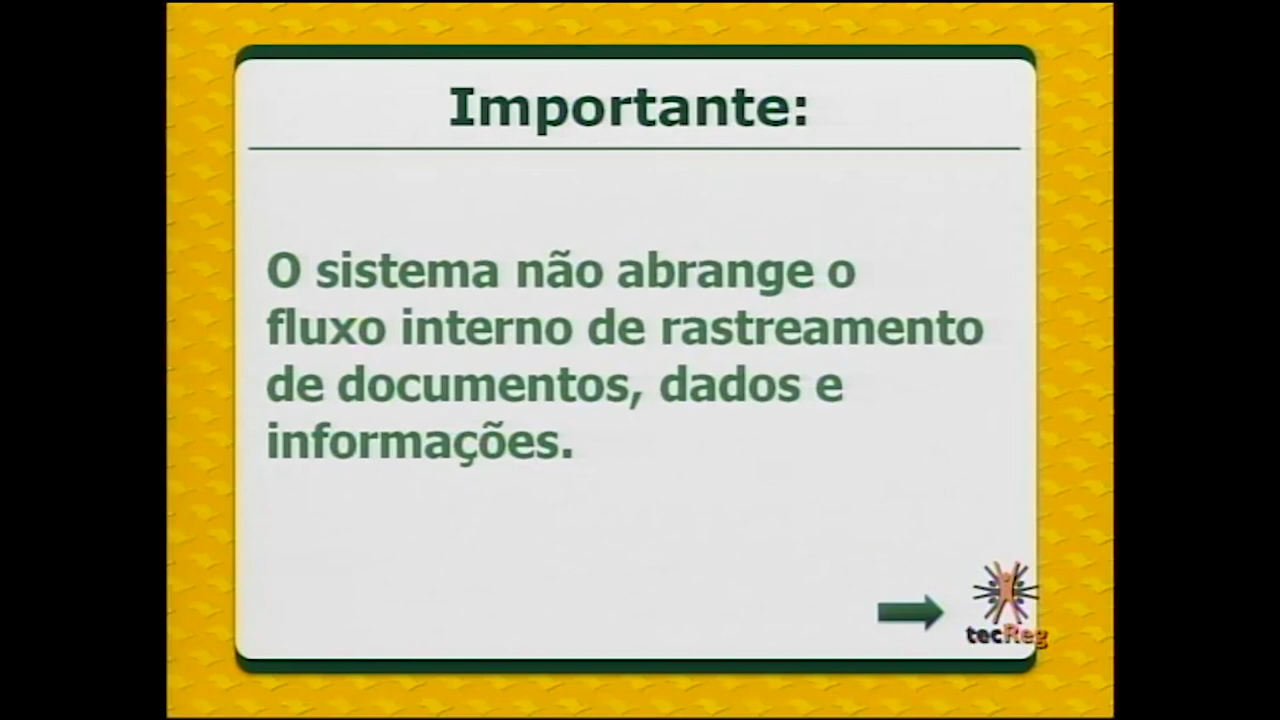 Importante:
O sistema não abrange o
fluxo interno de rastreamento
de documentos, dados e
informações.
tecReg